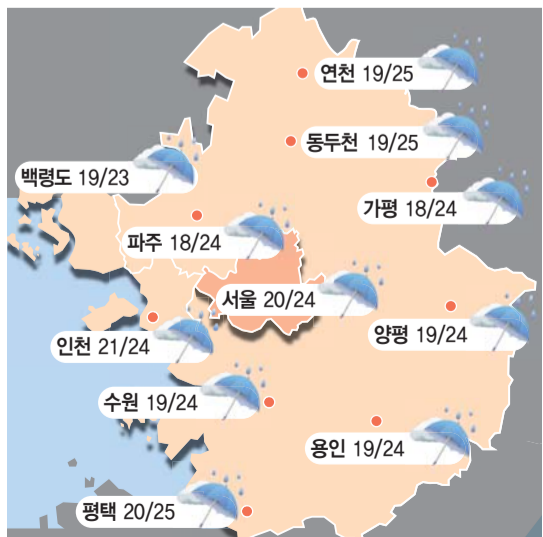 연천 19/25
동두천 19/25
백령도 19/23
가평 18/24
파주 18/24
서울 20/24
양평 19/24
인천 21/24
수원 19/24
용인 19/24
평택 20/25